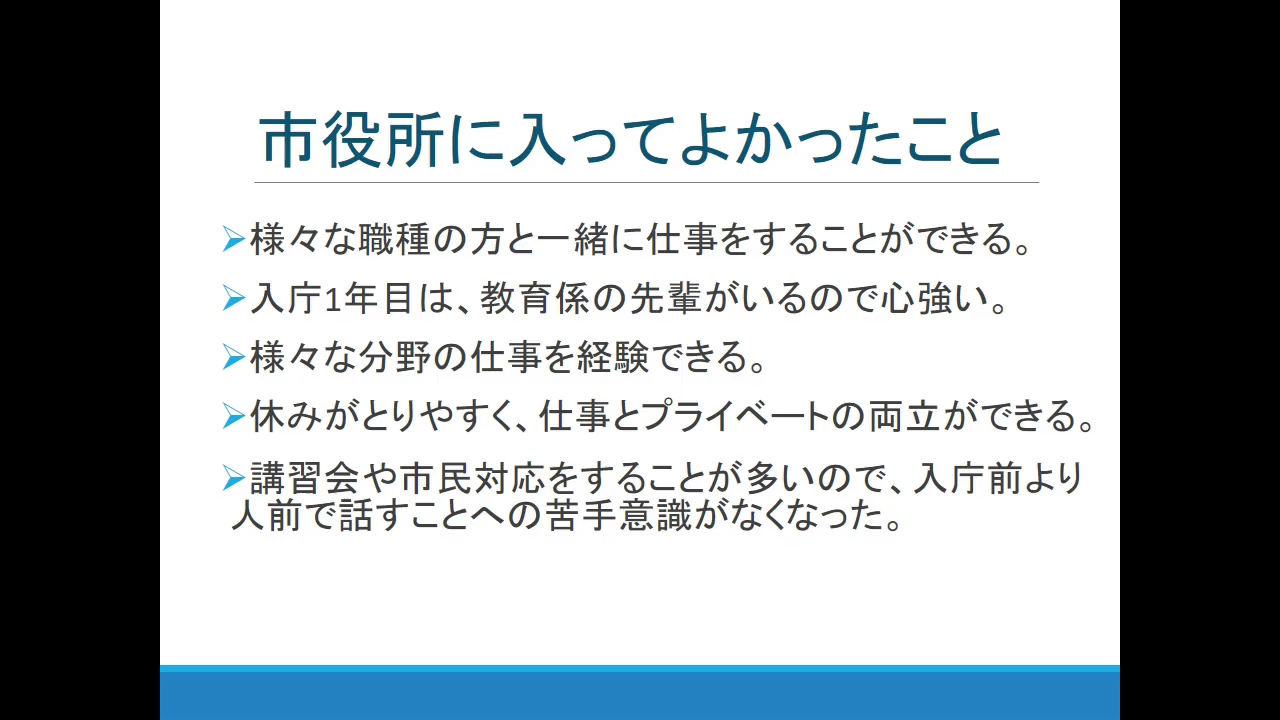 市役所に入ってよかったこと
➢様々な職種の方と一緒に仕事をすることができる。
➢入庁1年目は、教育係の先輩がいるので心強い。
➢様々な分野の仕事を経験できる。
➢休みがとりやすく、仕事とプライベートの両立ができる。
➢講習会や市民対応をすることが多いので、入庁前より
人前で話すことへの苦手意識がなくなった。